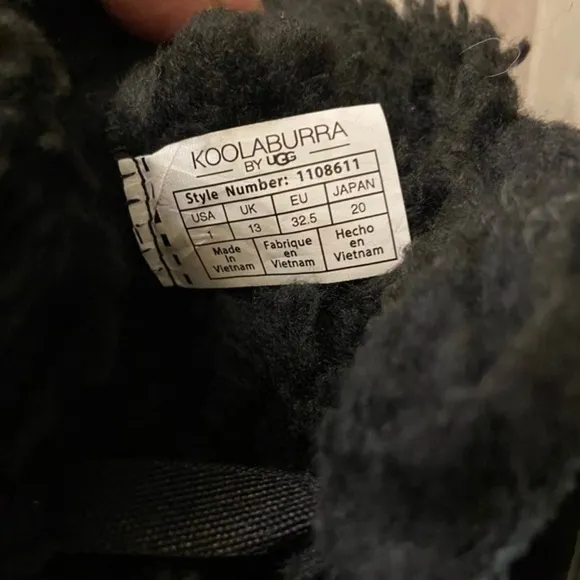 KOOLABURRA
BY UGG
Style Number: 1108611
USA UK EU JAPAN
1 13 32.5 20
Made in Vietnam Fabrique en Vietnam Hecho en Vietnam